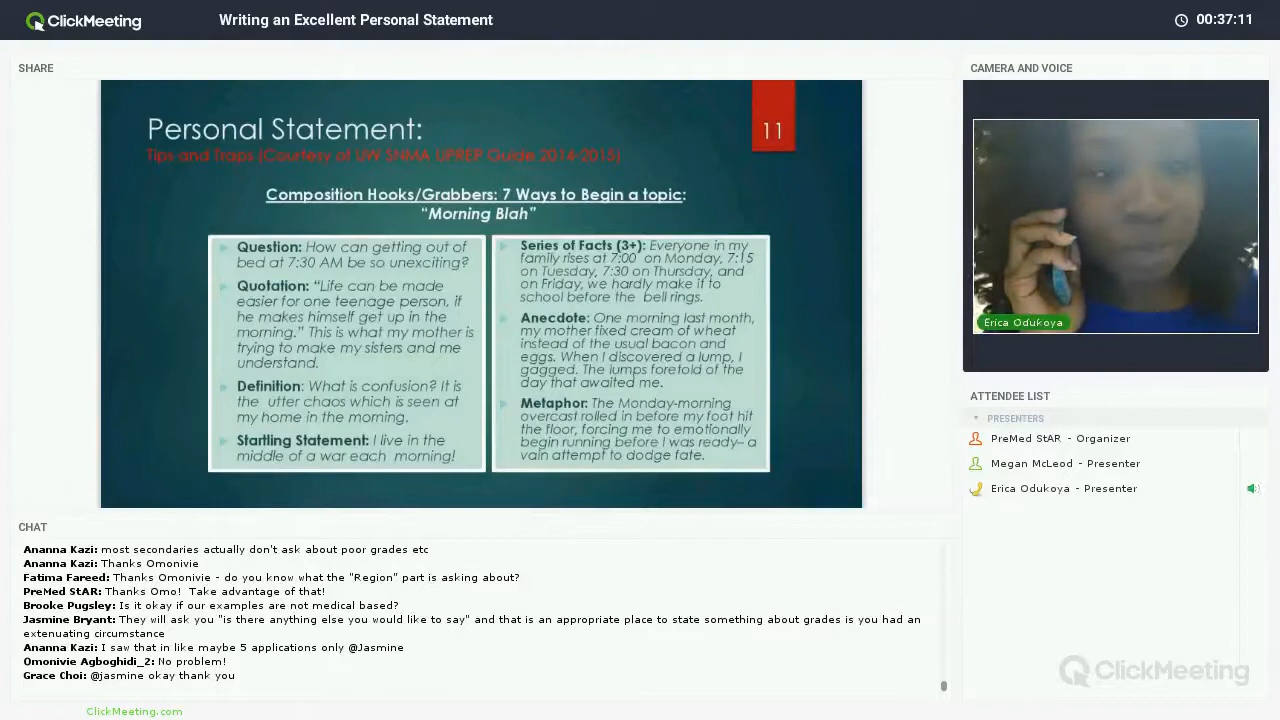 ClickMeeting
Writing an Excellent Personal Statement
00:37:11
SHARE
Personal Statement:
11
Tips and Traps (Courtesy of UW SNMA UPREP Guide 2014-2015)
Composition Hooks/Grabbers: 7 Ways to Begin a topic:
"Morning Blah"
Question: How can getting out of
bed at 7:30 AM be so unexciting?
Quotation: "Life can be made
easier for one teenage person, if
he makes himself get up in the
morning." This is what my mother is
trying to make my sisters and me
understand.
Definition: What is confusion? It is
the utter chaos which is seen at
my home in the morning.
Startling Statement: I live in the
middle of a war each morning!
Series of Facts (3+): Everyone in my
family rises at 7:00 on Monday, 7:15
on Tuesday, 7:30 on Thursday, and
on Friday, we hardly make it to
school before the bell rings.
Anecdote: One morning last month,
my mother fixed cream of wheat
instead of the usual bacon and
eggs. When I discovered a lump, I
gagged. The lumps foretold of the
day that awaited me.
Metaphor: The Monday-morning
overcast rolled in before my foot hit
the floor, forcing me to emotionally
begin running before I was ready– a
vain attempt to dodge fate.
CAMERA AND VOICE
Erica Odukoya
ATTENDEE LIST
PRESENTERS
PreMed StAR - Organizer
Megan McLeod - Presenter
Erica Odukoya - Presenter
CHAT
Ananna Kazi: most secondaries actually don't ask about poor grades etc
Ananna Kazi: Thanks Omonivie
Fatima Fareed: Thanks Omonivie - do you know what the "Region" part is asking about?
PreMed StAR: Thanks Omo! Take advantage of that!
Brooke Pugsley: Is it okay if our examples are not medical based?
Jasmine Bryant: They will ask you "is there anything else you would like to say" and that is an appropriate place to state something about grades is you had an
extenuating circumstance
Ananna Kazi: I saw that in like maybe 5 applications only @Jasmine
Omonivie Agboghidi_2: No problem!
Grace Choi: @jasmine okay thank you
ClickMeeting
ClickMeeting.com